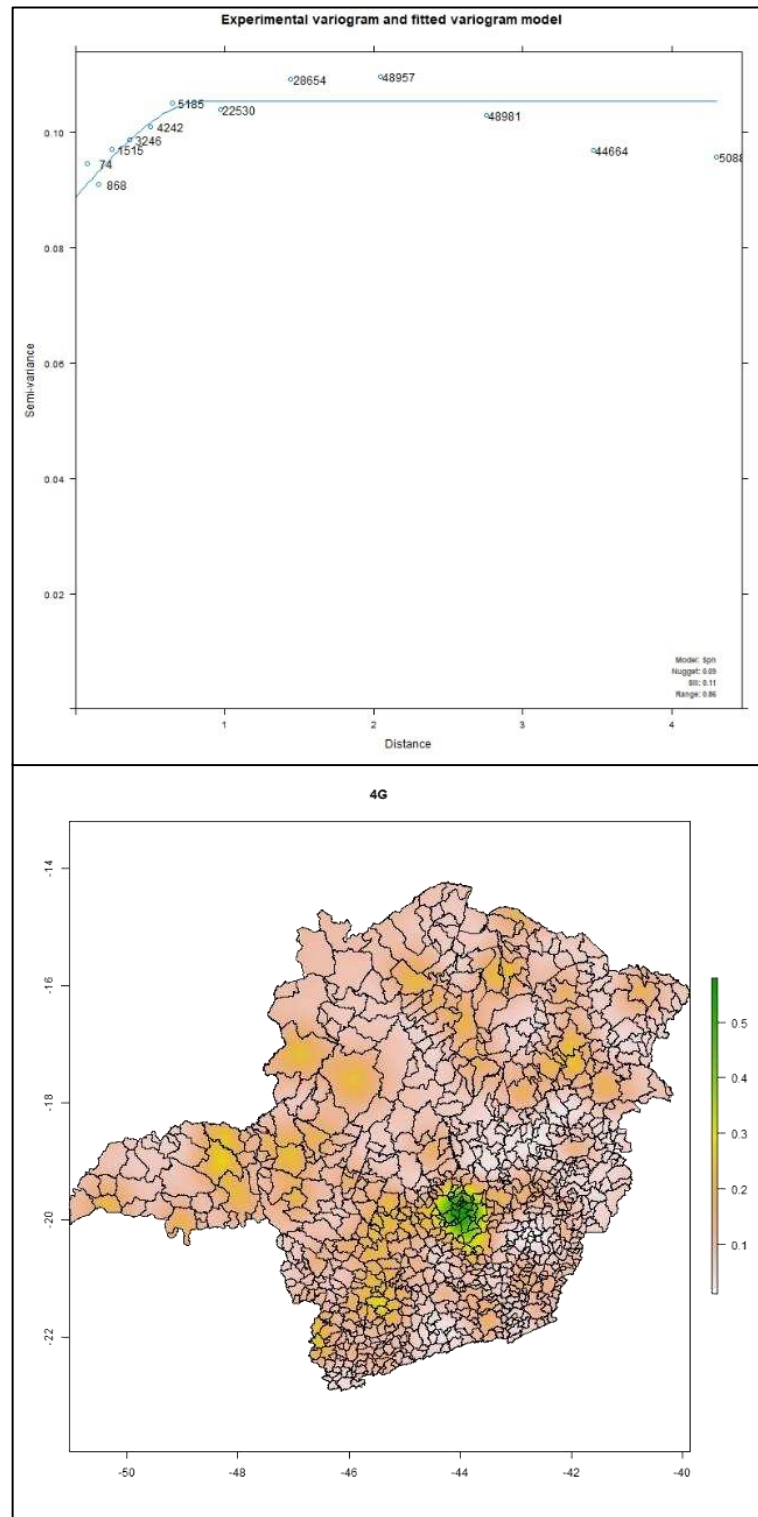 Experimental variogram and fitted variogram model
28654
48957
5185
22530
48981
4242
3246
1515
44664
5088
74
868
0.10
0.08
0.06
0.04
0.02
Semi-variance
Model: Sph
Nugget: 0.09
Sill: 0.11
Range: 0.86
1 2 3 4
Distance
4G
-14
-16
-18
-20
-22
0.5
0.4
0.3
0.2
0.1
-50 -48 -46 -44 -42 -40